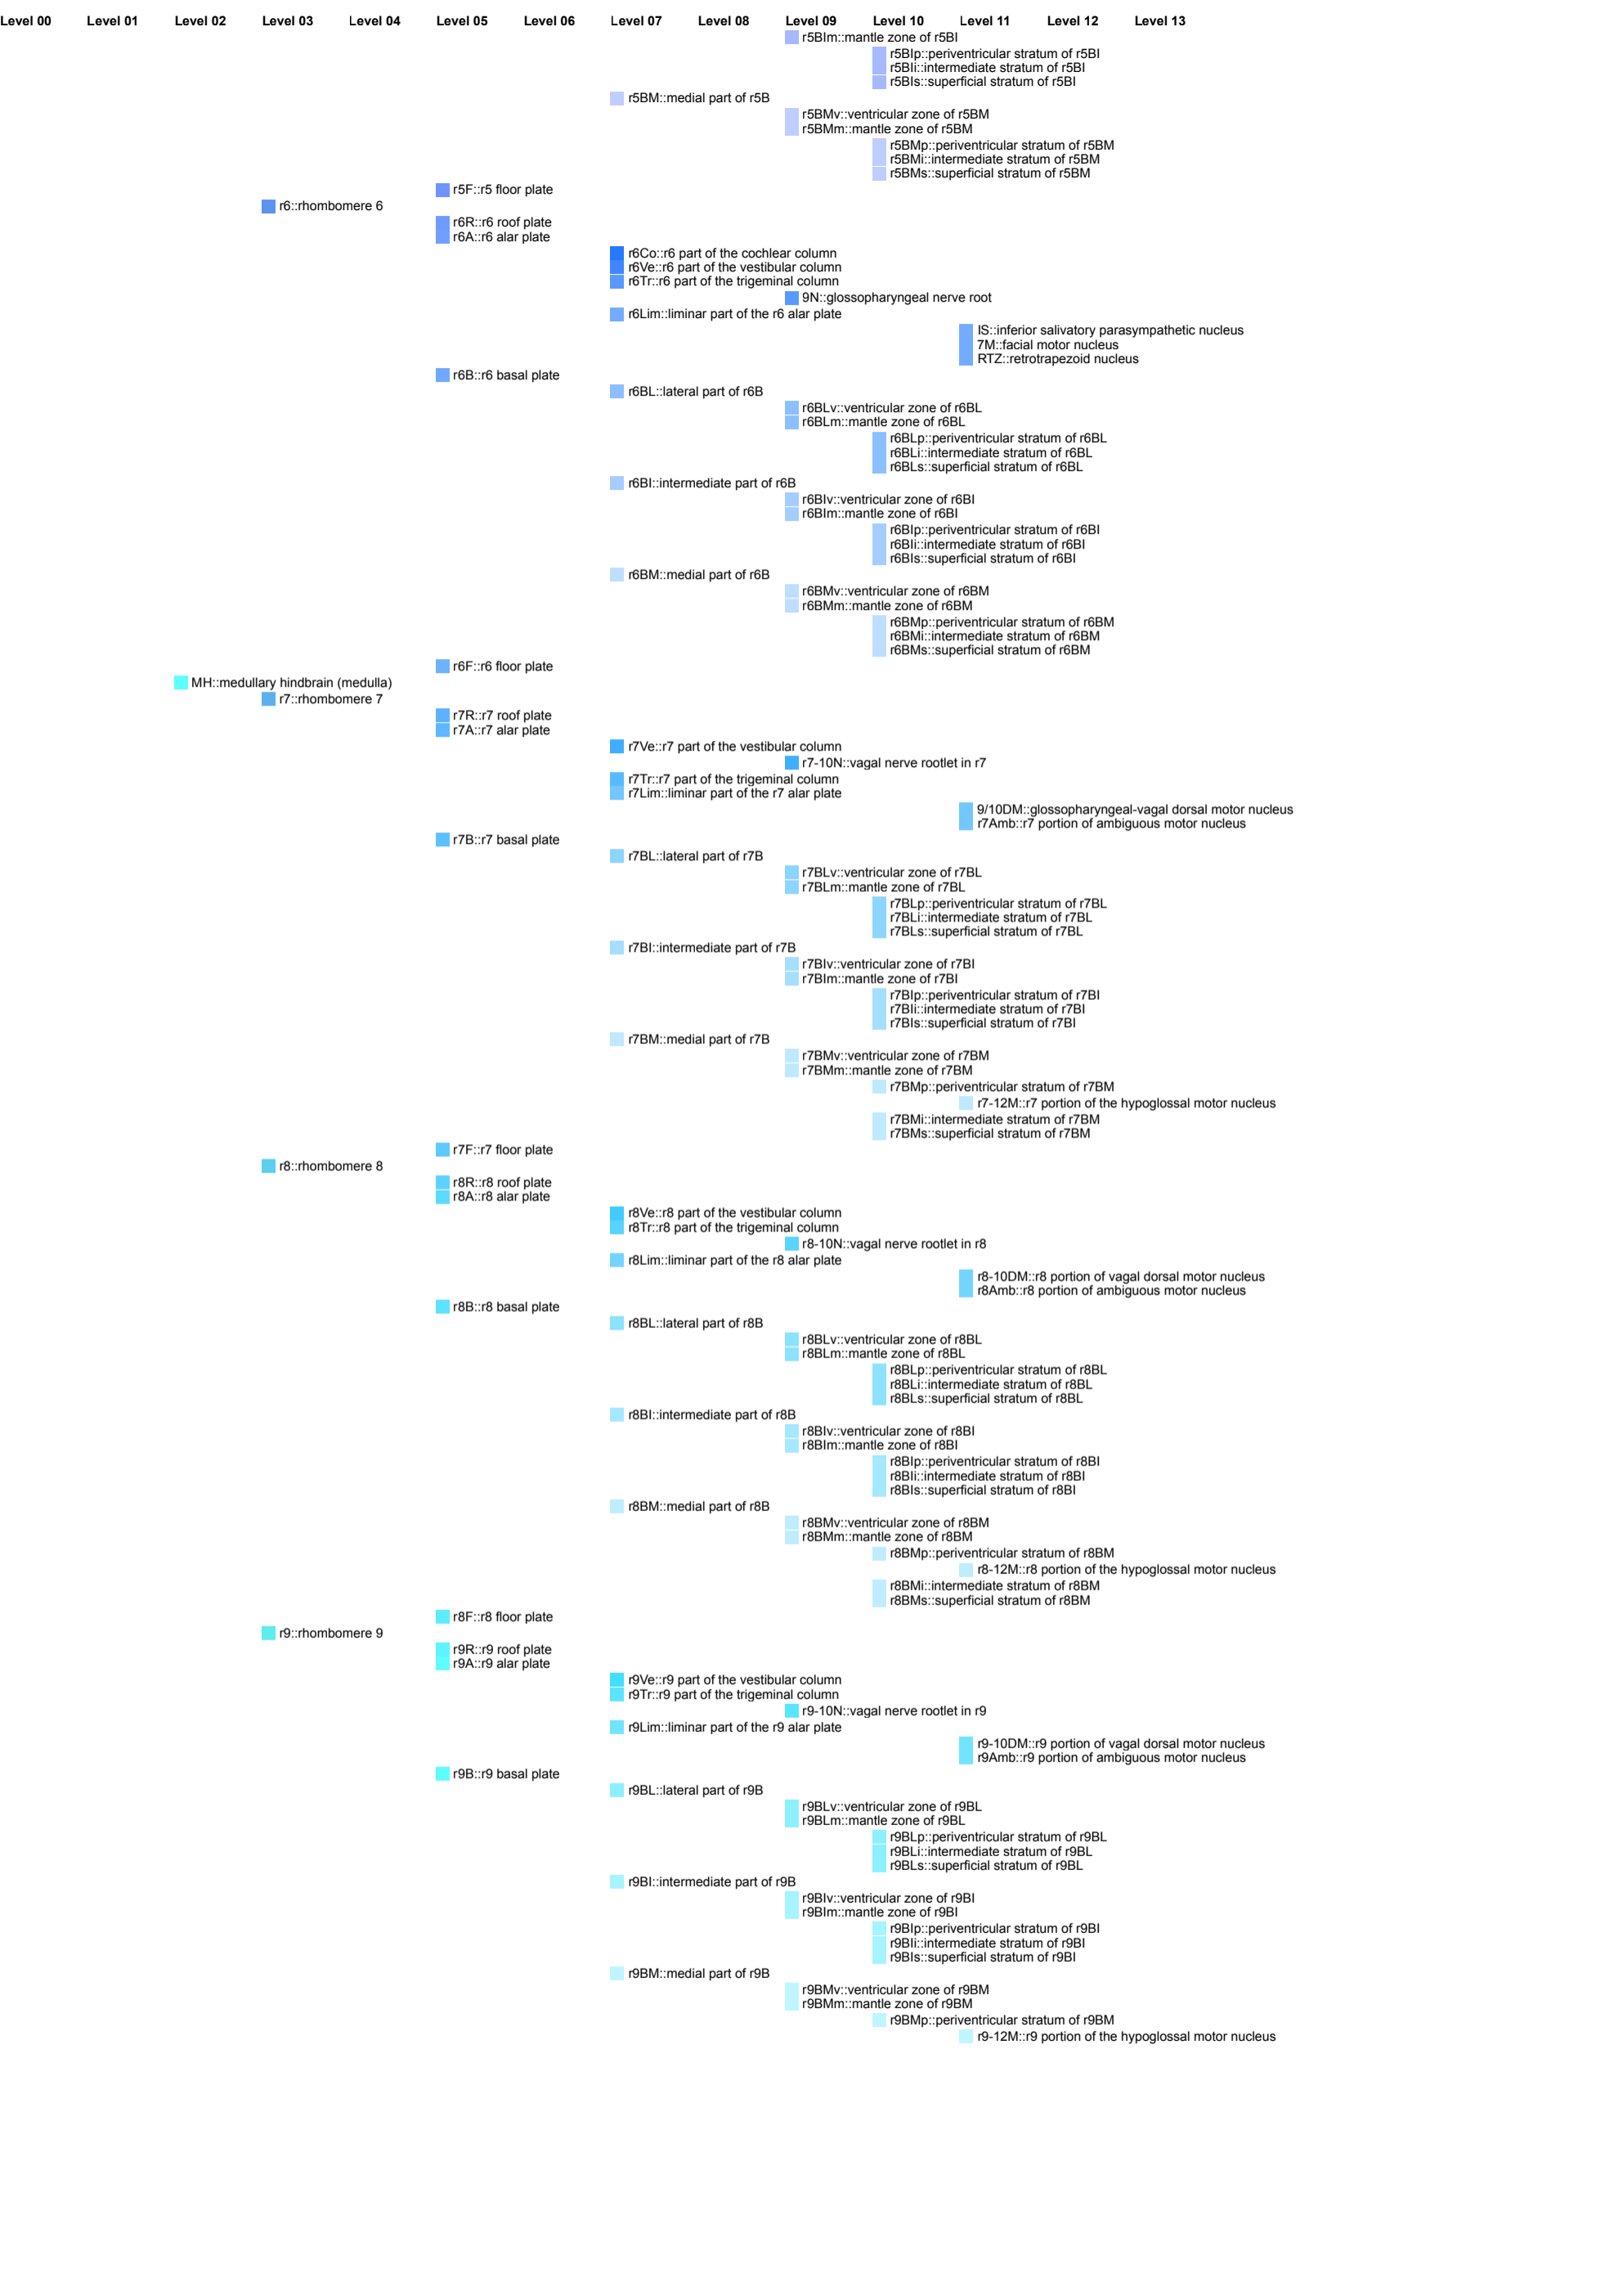 Level 00 Level 01 Level 02 Level 03 Level 04 Level 05 Level 06 Level 07 Level 08 Level 09 Level 10 Level 11 Level 12 Level 13
r5BIm::mantle zone of r5BI
r5BIp::periventricular stratum of r5BI
r5BIi::intermediate stratum of r5BI
r5BIs::superficial stratum of r5BI
r5BM::medial part of r5B
r5BMv::ventricular zone of r5BM
r5BMm::mantle zone of r5BM
r5BMp::periventricular stratum of r5BM
r5BMi::intermediate stratum of r5BM
r5BMs::superficial stratum of r5BM
r5F::r5 floor plate
r6::rhombomere 6
r6R::r6 roof plate
r6A::r6 alar plate
r6Co::r6 part of the cochlear column
r6Ve::r6 part of the vestibular column
r6Tr::r6 part of the trigeminal column
9N::glossopharyngeal nerve root
r6Lim::liminar part of the r6 alar plate
IS::inferior salivatory parasympathetic nucleus
7M::facial motor nucleus
RTZ::retrotrapezoid nucleus
r6B::r6 basal plate
r6BL::lateral part of r6B
r6BLv::ventricular zone of r6BL
r6BLm::mantle zone of r6BL
r6BLp::periventricular stratum of r6BL
r6BLi::intermediate stratum of r6BL
r6BLs::superficial stratum of r6BL
r6BI::intermediate part of r6B
r6BIv::ventricular zone of r6BI
r6BIm::mantle zone of r6BI
r6BIp::periventricular stratum of r6BI
r6BIi::intermediate stratum of r6BI
r6BIs::superficial stratum of r6BI
r6BM::medial part of r6B
r6BMv::ventricular zone of r6BM
r6BMm::mantle zone of r6BM
r6BMp::periventricular stratum of r6BM
r6BMi::intermediate stratum of r6BM
r6BMs::superficial stratum of r6BM
r6F::r6 floor plate
MH::medullary hindbrain (medulla)
r7::rhombomere 7
r7R::r7 roof plate
r7A::r7 alar plate
r7Ve::r7 part of the vestibular column
r7-10N::vagal nerve rootlet in r7
r7Tr::r7 part of the trigeminal column
r7Lim::liminar part of the r7 alar plate
9/10DM::glossopharyngeal-vagal dorsal motor nucleus
r7Amb::r7 portion of ambiguous motor nucleus
r7B::r7 basal plate
r7BL::lateral part of r7B
r7BLv::ventricular zone of r7BL
r7BLm::mantle zone of r7BL
r7BLp::periventricular stratum of r7BL
r7BLi::intermediate stratum of r7BL
r7BLs::superficial stratum of r7BL
r7BI::intermediate part of r7B
r7BIv::ventricular zone of r7BI
r7BIm::mantle zone of r7BI
r7BIp::periventricular stratum of r7BI
r7BIi::intermediate stratum of r7BI
r7BIs::superficial stratum of r7BI
r7BM::medial part of r7B
r7BMv::ventricular zone of r7BM
r7BMm::mantle zone of r7BM
r7BMp::periventricular stratum of r7BM
r7-12M::r7 portion of the hypoglossal motor nucleus
r7BMi::intermediate stratum of r7BM
r7BMs::superficial stratum of r7BM
r7F::r7 floor plate
r8::rhombomere 8
r8R::r8 roof plate
r8A::r8 alar plate
r8Ve::r8 part of the vestibular column
r8Tr::r8 part of the trigeminal column
r8-10N::vagal nerve rootlet in r8
r8Lim::liminar part of the r8 alar plate
r8-10DM::r8 portion of vagal dorsal motor nucleus
r8Amb::r8 portion of ambiguous motor nucleus
r8B::r8 basal plate
r8BL::lateral part of r8B
r8BLv::ventricular zone of r8BL
r8BLm::mantle zone of r8BL
r8BLp::periventricular stratum of r8BL
r8BLi::intermediate stratum of r8BL
r8BLs::superficial stratum of r8BL
r8BI::intermediate part of r8B
r8BIv::ventricular zone of r8BI
r8BIm::mantle zone of r8BI
r8BIp::periventricular stratum of r8BI
r8BIi::intermediate stratum of r8BI
r8BIs::superficial stratum of r8BI
r8BM::medial part of r8B
r8BMv::ventricular zone of r8BM
r8BMm::mantle zone of r8BM
r8BMp::periventricular stratum of r8BM
r8-12M::r8 portion of the hypoglossal motor nucleus
r8BMi::intermediate stratum of r8BM
r8BMs::superficial stratum of r8BM
r8F::r8 floor plate
r9::rhombomere 9
r9R::r9 roof plate
r9A::r9 alar plate
r9Ve::r9 part of the vestibular column
r9Tr::r9 part of the trigeminal column
r9-10N::vagal nerve rootlet in r9
r9Lim::liminar part of the r9 alar plate
r9-10DM::r9 portion of vagal dorsal motor nucleus
r9Amb::r9 portion of ambiguous motor nucleus
r9B::r9 basal plate
r9BL::lateral part of r9B
r9BLv::ventricular zone of r9BL
r9BLm::mantle zone of r9BL
r9BLp::periventricular stratum of r9BL
r9BLi::intermediate stratum of r9BL
r9BLs::superficial stratum of r9BL
r9BI::intermediate part of r9B
r9BIv::ventricular zone of r9BI
r9BIm::mantle zone of r9BI
r9BIp::periventricular stratum of r9BI
r9BIi::intermediate stratum of r9BI
r9BIs::superficial stratum of r9BI
r9BM::medial part of r9B
r9BMv::ventricular zone of r9BM
r9BMm::mantle zone of r9BM
r9BMp::periventricular stratum of r9BM
r9-12M::r9 portion of the hypoglossal motor nucleus